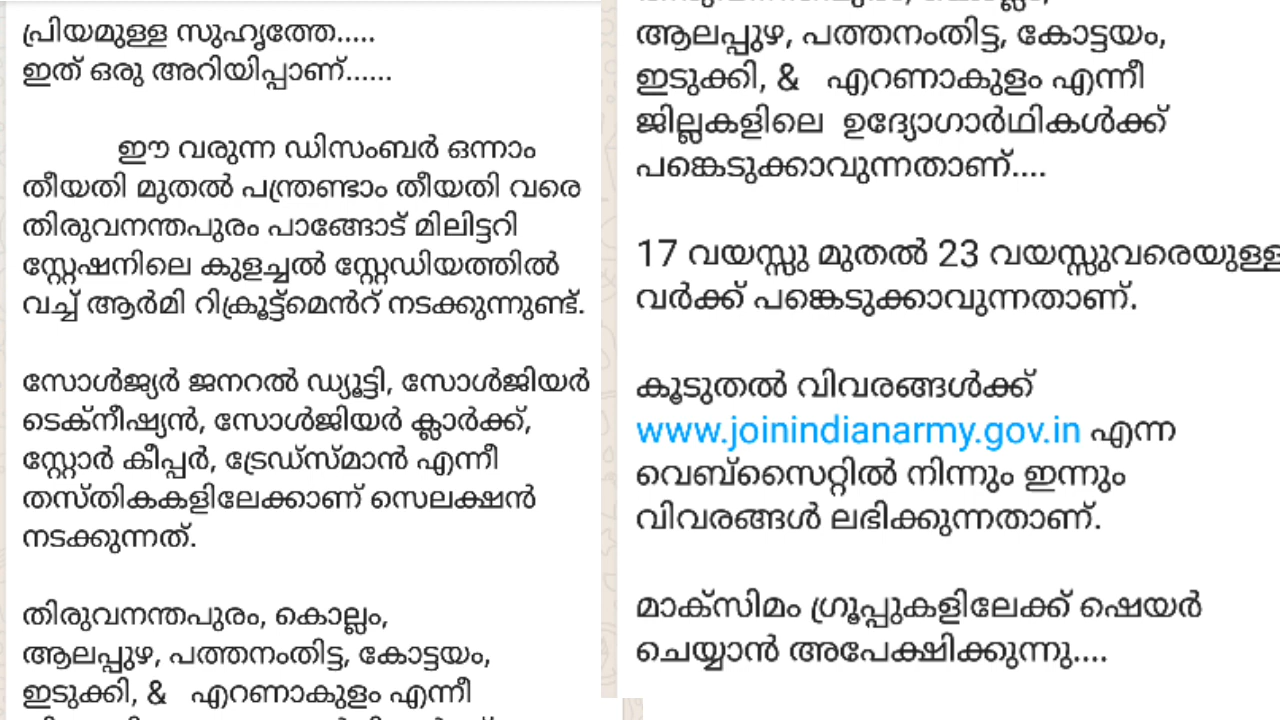 പ്രിയമുള്ള സുഹൃത്തേ.....
ഇത് ഒരു അറിയിപ്പാണ്......
ഈ വരുന്ന ഡിസംബർ ഒന്നാം
തീയതി മുതൽ പന്ത്രണ്ടാം തീയതി വരെ
തിരുവനന്തപുരം പാങ്ങോട് മിലിട്ടറി
സ്റ്റേഷനിലെ കുളച്ചൽ സ്റ്റേഡിയത്തിൽ
വച്ച് ആർമി റിക്രൂട്ട്മെൻറ് നടക്കുന്നുണ്ട്.
സോൾജ്യർ ജനറൽ ഡ്യൂട്ടി, സോൾജിയർ
ടെക്നീഷ്യൻ, സോൾജിയർ ക്ലാർക്ക്,
സ്റ്റോർ കീപ്പർ, ട്രേഡ്സ്മാൻ എന്നീ
തസ്തികകളിലേക്കാണ് സെലക്ഷൻ
നടക്കുന്നത്.
തിരുവനന്തപുരം, കൊല്ലം,
ആലപ്പുഴ, പത്തനംതിട്ട, കോട്ടയം,
ഇടുക്കി, & എറണാകുളം എന്നീ
ആലപ്പുഴ, പത്തനംതിട്ട, കോട്ടയം,
ഇടുക്കി, & എറണാകുളം എന്നീ
ജില്ലകളിലെ ഉദ്യോഗാർഥികൾക്ക്
പങ്കെടുക്കാവുന്നതാണ്....
17 വയസ്സു മുതൽ 23 വയസ്സുവരെയുള്ള
വർക്ക് പങ്കെടുക്കാവുന്നതാണ്.
കൂടുതൽ വിവരങ്ങൾക്ക്
www.joinindianarmy.gov.in എന്ന
വെബ്സൈറ്റിൽ നിന്നും ഇന്നും
വിവരങ്ങൾ ലഭിക്കുന്നതാണ്.
മാക്സിമം ഗ്രൂപ്പുകളിലേക്ക് ഷെയർ
ചെയ്യാൻ അപേക്ഷിക്കുന്നു....